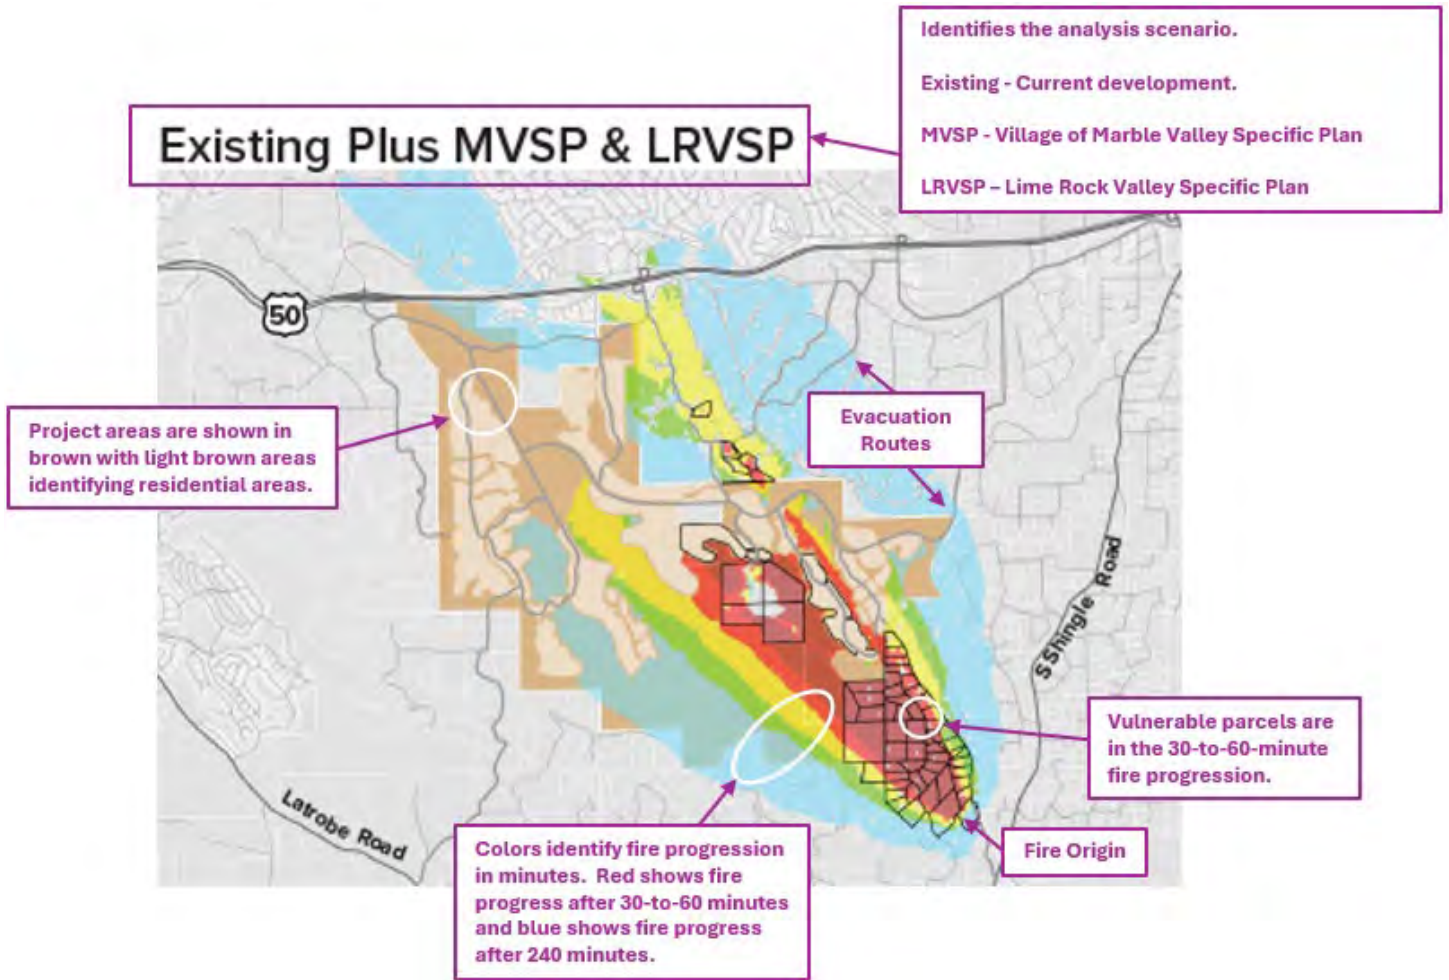 Identifies the analysis scenario.
Existing - Current development.
MVSP - Village of Marble Valley Specific Plan
LRVSP – Lime Rock Valley Specific Plan
Existing Plus MVSP & LRVSP
50
Evacuation
Routes
Project areas are shown in
brown with light brown areas
identifying residential areas.
S Shingle Road
Vulnerable parcels are
in the 30-to-60-minute
fire progression.
Latrobe Road
Fire Origin
Colors identify fire progression
in minutes. Red shows fire
progress after 30-to-60 minutes
and blue shows fire progress
after 240 minutes.